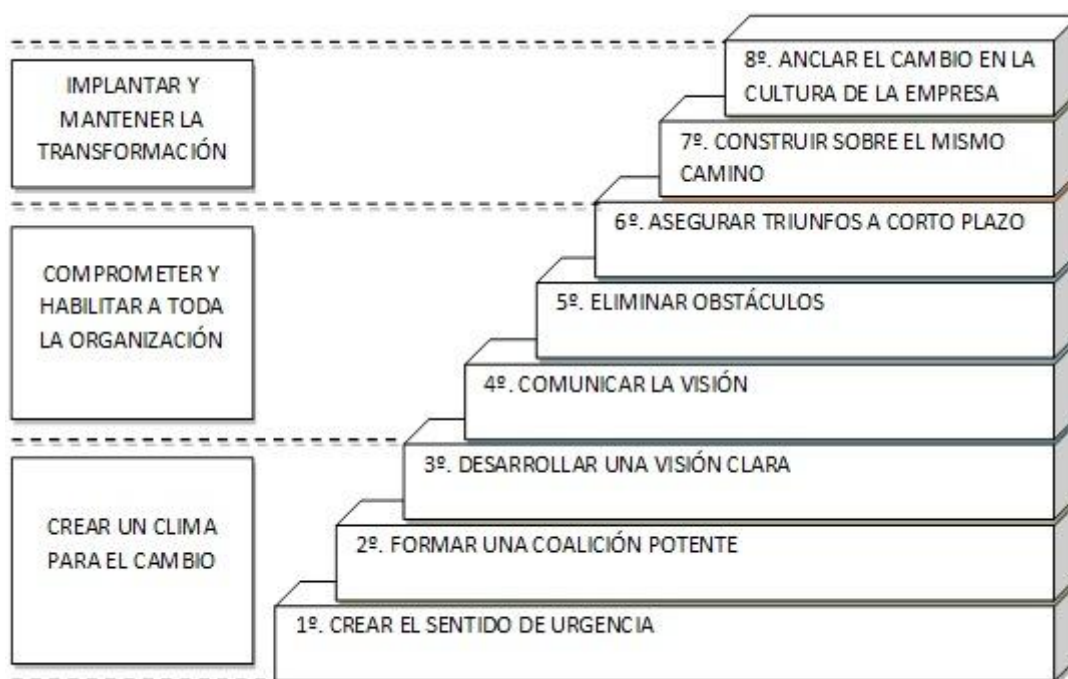 IMPLANTAR Y
MANTENER LA
TRANSFORMACIÓN
COMPROMETER Y
HABILITAR A TODA
LA ORGANIZACIÓN
CREAR UN CLIMA
PARA EL CAMBIO
8º. ANCLAR EL CAMBIO EN LA
CULTURA DE LA EMPRESA
7º. CONSTRUIR SOBRE EL MISMO
CAMINO
6º. ASEGURAR TRIUNFOS A CORTO PLAZO
5º. ELIMINAR OBSTÁCULOS
4º. COMUNICAR LA VISIÓN
3º. DESARROLLAR UNA VISIÓN CLARA
2º. FORMAR UNA COALICIÓN POTENTE
1º. CREAR EL SENTIDO DE URGENCIA